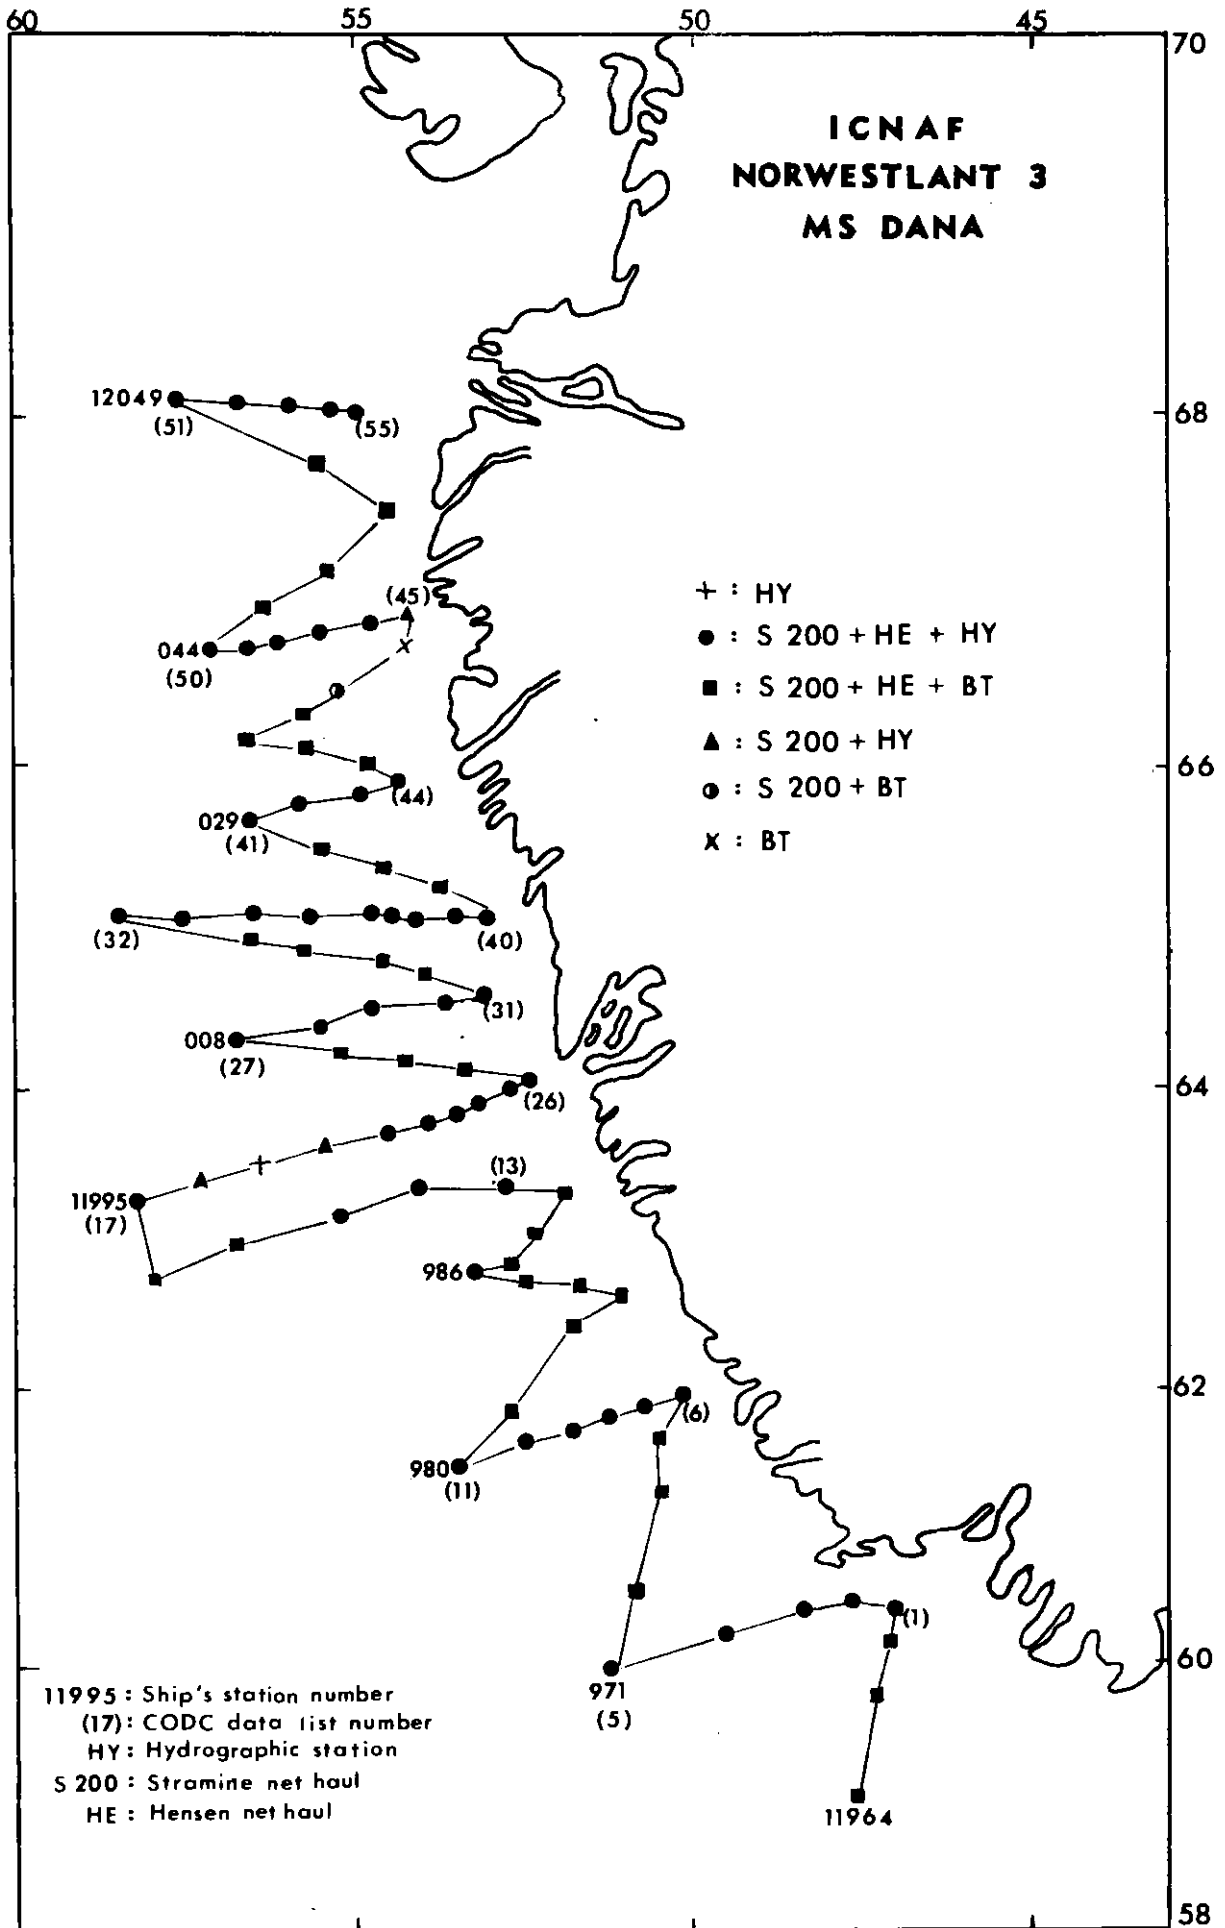 60 55 50 45
70
ICNAF
NORWESTLANT 3
MS DANA
12049
(51)
(55)
68
(45)
+ : HY
044
(50)
● : S 200 + HE + HY
■ : S 200 + HE + BT
▲ : S 200 + HY
66
◑ : S 200 + BT
(44)
029
(41)
x : BT
(32)
(40)
(31)
008
(27)
64
(26)
(13)
11995
(17)
986
62
(6)
980
(11)
(1)
60
971
(5)
11995 : Ship's station number
(17) : CODC data list number
HY : Hydrographic station
S 200 : Stramine net haul
HE : Hensen net haul
11964
58